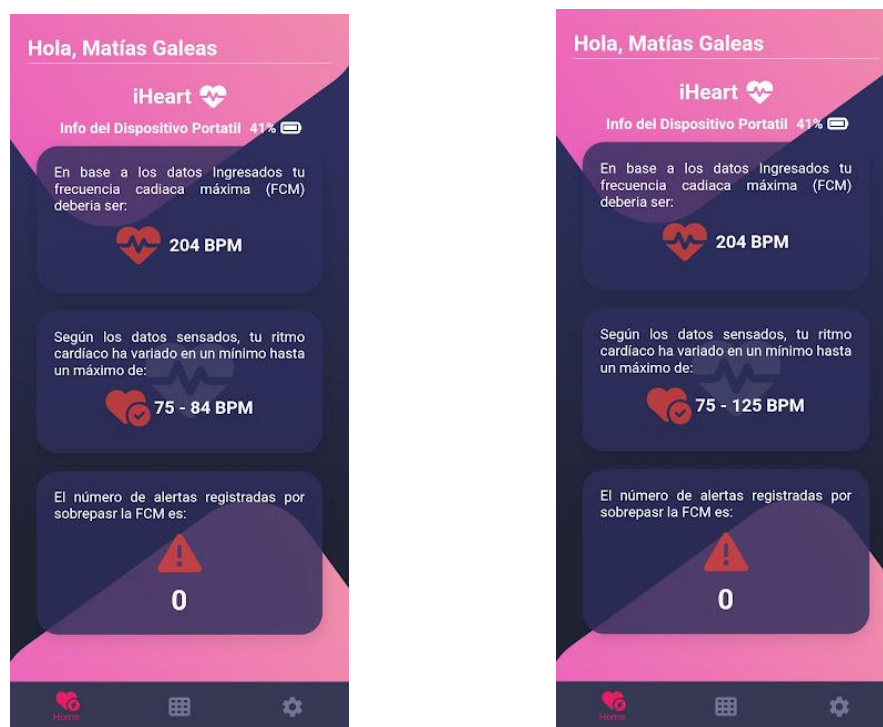 Hola, Matías Galeas
iHeart
Info del Dispositivo Portatil 41%
En base a los datos Ingresados tu
frecuencia cadiaca máxima (FCM)
deberia ser:
204 BPM
Según los datos sensados, tu ritmo
cardíaco ha variado en un mínimo hasta
un máximo de:
75 - 84 BPM
El número de alertas registradas por
sobrepasr la FCM es:
0
Home
Hola, Matías Galeas
iHeart
Info del Dispositivo Portatil 41%
En base a los datos Ingresados tu
frecuencia cadiaca máxima (FCM)
deberia ser:
204 BPM
Según los datos sensados, tu ritmo
cardíaco ha variado en un mínimo hasta
un máximo de:
75 - 125 BPM
El número de alertas registradas por
sobrepasr la FCM es:
0
Home